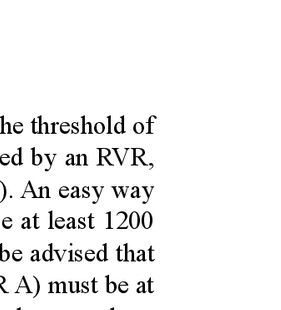 he threshold of
ed by an RVR,
). An easy way
e at least 1200
be advised that
R A) must be at